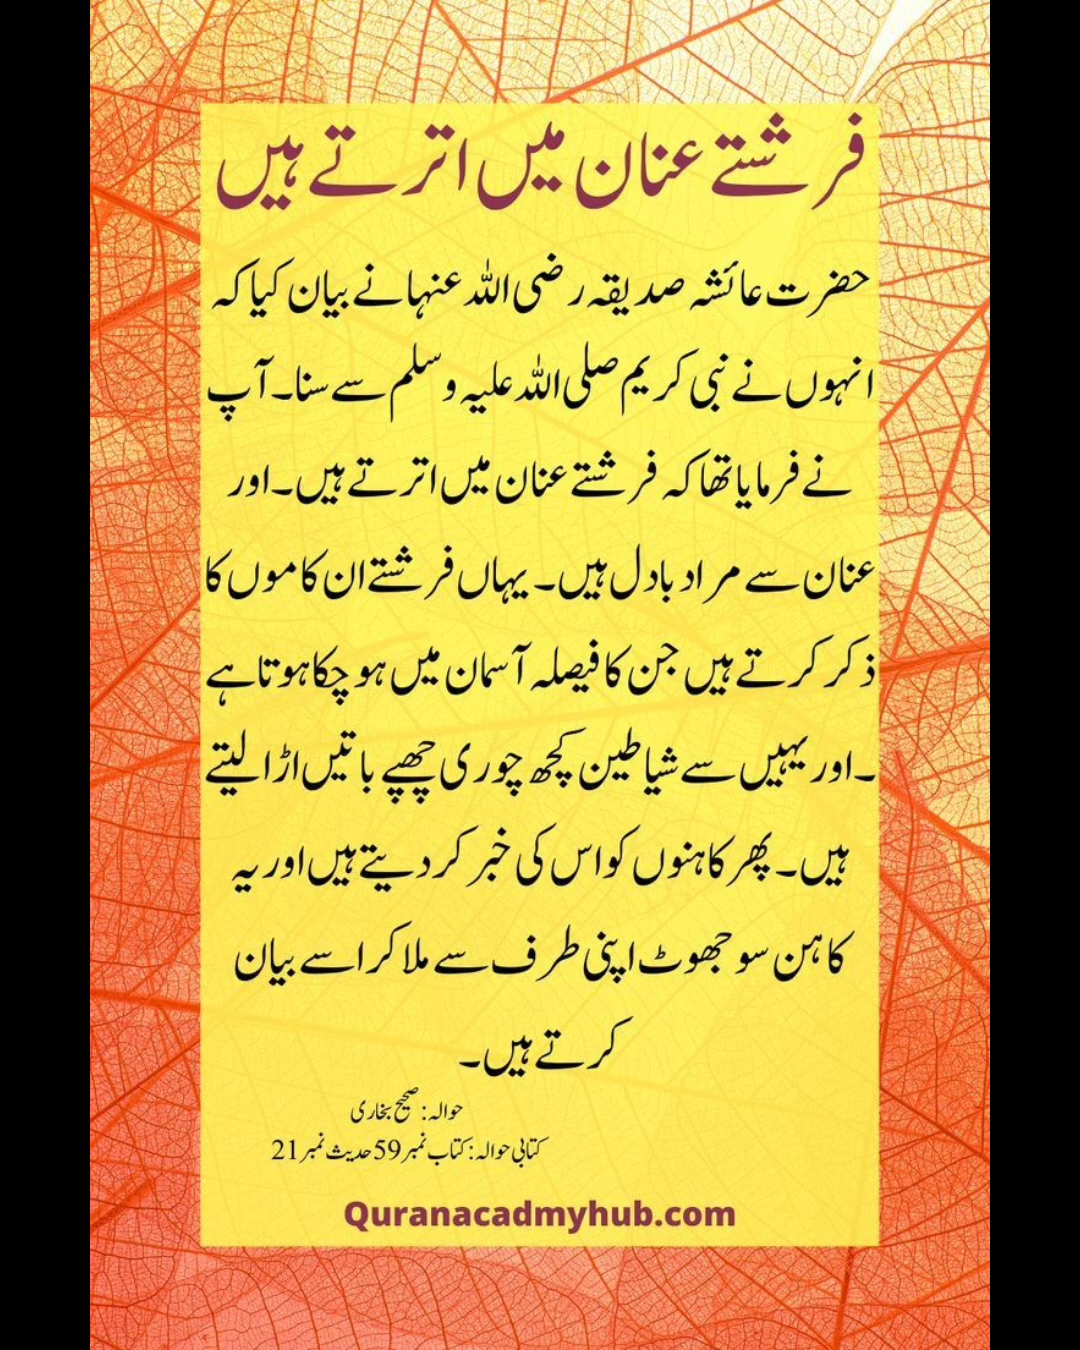 فرشتے عنان میں اترتے ہیں
حضرت عائشہ صدیقہ رضی اللہ عنہا نے بیان کیا کہ
انہوں نے نبی کریم صلی اللہ علیہ وسلم سے سنا۔ آپ
نے فرمایا تھا کہ فرشتے عنان میں اترتے ہیں۔ اور
عنان سے مراد بادل ہیں۔ یہاں فرشتے ان کاموں کا
ذکر کرتے ہیں جن کا فیصلہ آسمان میں ہو چکا ہوتا ہے
۔ اور یہیں سے شیاطین کچھ چوری چھپے باتیں اڑا لیتے
ہیں۔ پھر کاہنوں کو اس کی خبر کر دیتے ہیں اور یہ
کاہن سو جھوٹ اپنی طرف سے ملا کر اسے بیان
کرتے ہیں۔
حوالہ: صحیح بخاری
کتابی حوالہ: کتاب نمبر 59 حدیث نمبر 21
Quranacadmyhub.com